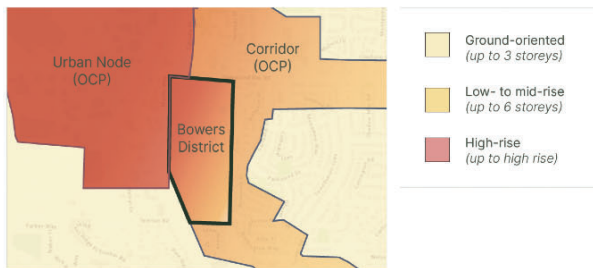 Urban Node
(OCP)
Corridor
(OCP)
Bowers
District
Ground-oriented
(up to 3 storeys)
Low- to mid-rise
(up to 6 storeys)
High-rise
(up to high rise)